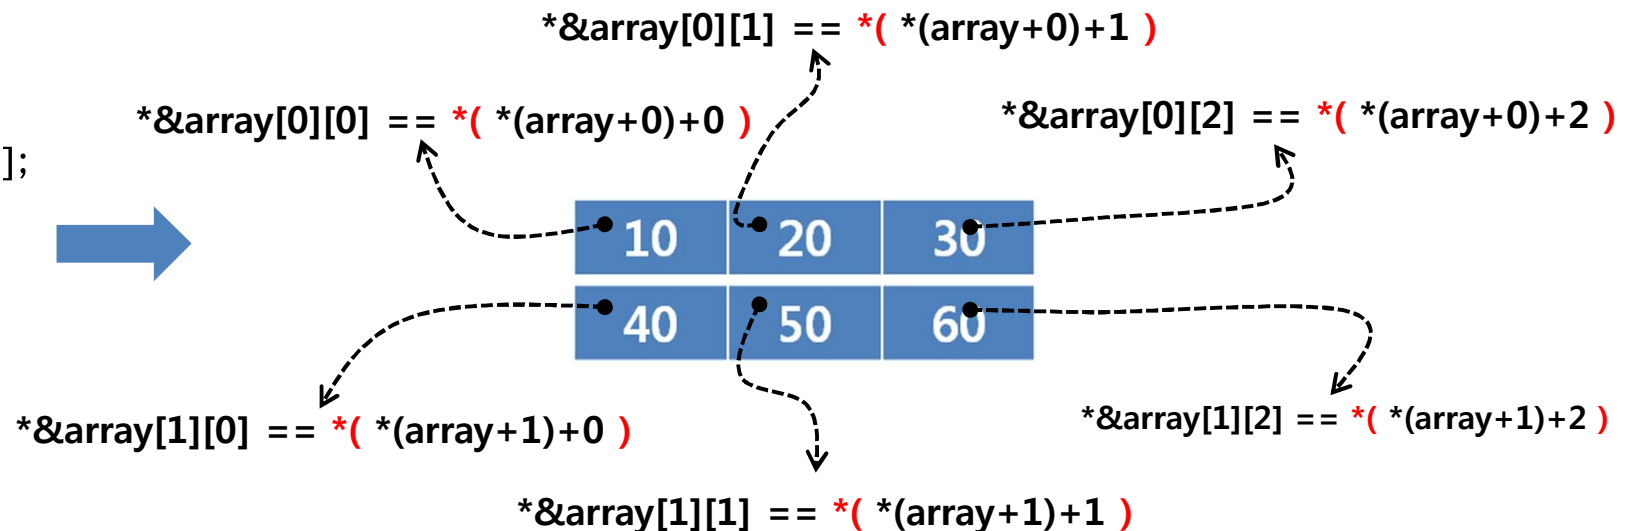 *&array[0][1] == *( *(array+0)+1 )
*&array[0][0] == *( *(array+0)+0 )
*&array[0][2] == *( *(array+0)+2 )
];
10 20 30
40 50 60
*&array[1][0] == *( *(array+1)+0 )
*&array[1][2] == *( *(array+1)+2 )
*&array[1][1] == *( *(array+1)+1 )